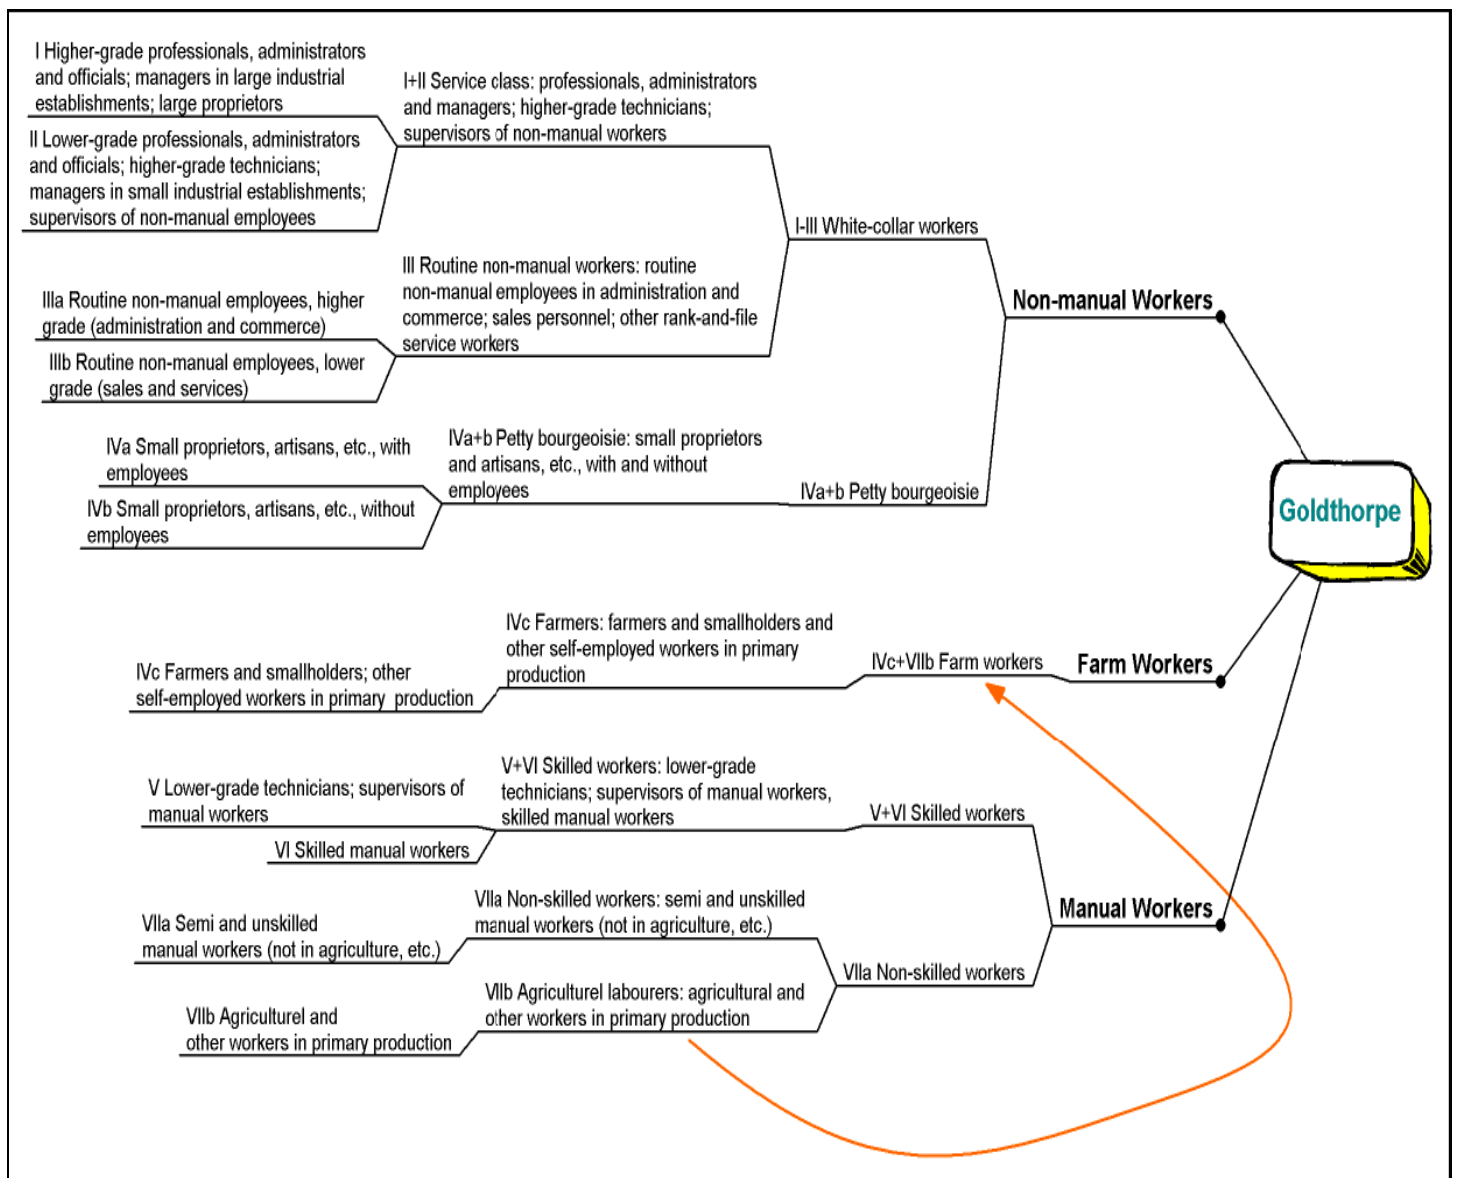 I Higher-grade professionals, administrators
and officials; managers in large industrial
establishments; large proprietors
I+II Service class: professionals, administrators
and managers; higher-grade technicians;
supervisors of non-manual workers
II Lower-grade professionals, administrators
and officials; higher-grade technicians;
managers in small industrial establishments;
supervisors of non-manual employees
I-III White-collar workers
III Routine non-manual workers: routine
non-manual employees in administration and
commerce; sales personnel; other rank-and-file
service workers
IIIa Routine non-manual employees, higher
grade (administration and commerce)
IIIb Routine non-manual employees, lower
grade (sales and services)
Non-manual Workers
IVa Small proprietors, artisans, etc., with
employees
IVa+b Petty bourgeoisie: small proprietors
and artisans, etc., with and without
employees
IVa+b Petty bourgeoisie
IVb Small proprietors, artisans, etc., without
employees
Goldthorpe
IVc Farmers: farmers and smallholders and
other self-employed workers in primary
production
IVc+VIIb Farm workers
Farm Workers
IVc Farmers and smallholders; other
self-employed workers in primary production
V Lower-grade technicians; supervisors of
manual workers
V+VI Skilled workers: lower-grade
technicians; supervisors of manual workers,
skilled manual workers
V+VI Skilled workers
VI Skilled manual workers
Manual Workers
VIIa Semi and unskilled
manual workers (not in agriculture, etc.)
VIIa Non-skilled workers: semi and unskilled
manual workers (not in agriculture, etc.)
VIIa Non-skilled workers
VIIb Agriculturel labourers: agricultural and
other workers in primary production
VIIb Agriculturel and
other workers in primary production